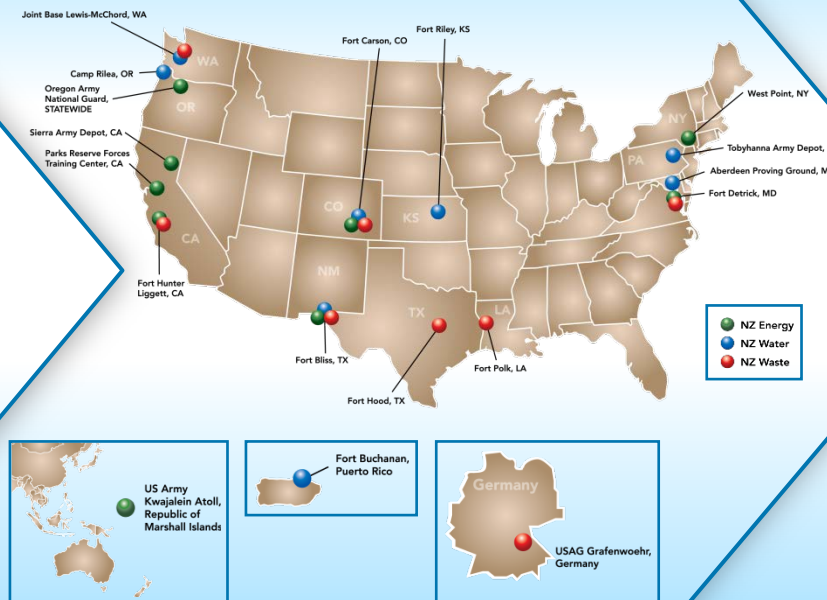 Joint Base Lewis-McChord, WA
Fort Carson, CO
Fort Riley, KS
WA
Camp Rilea, OR
Oregon Army
National Guard,
STATEWIDE
OR
West Point, NY
NY
Sierra Army Depot, CA
Tobyhanna Army Depot,
PA
Parks Reserve Forces
Training Center, CA
Aberdeen Proving Ground, M
Fort Detrick, MD
CO
KS
CA
NM
Fort Hunter
Liggett, CA
TX
LA
NZ Energy
NZ Water
NZ Waste
Fort Bliss, TX
Fort Polk, LA
Fort Hood, TX
US Army
Kwajalein Atoll,
Republic of
Marshall Islands
Fort Buchanan,
Puerto Rico
Germany
USAG Grafenwoehr,
Germany